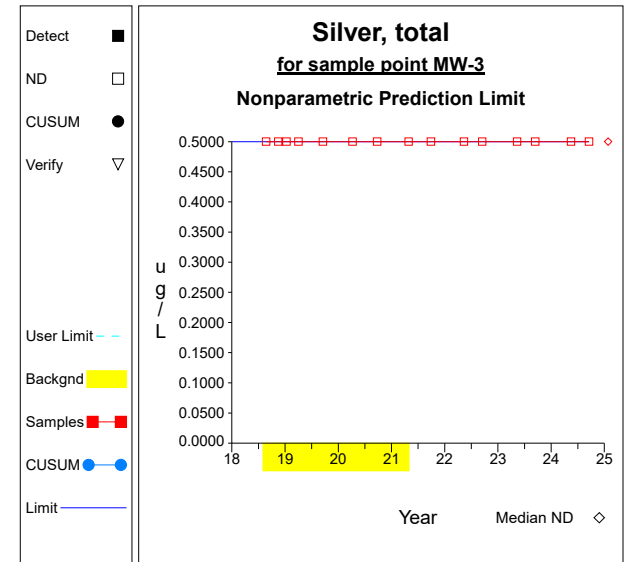 Detect
ND
CUSUM
Verify
User Limit
Backgnd
Samples
CUSUM
Limit
Silver, total
for sample point MW-3
Nonparametric Prediction Limit
ug/L
0.5000
0.4500
0.4000
0.3500
0.3000
0.2500
0.2000
0.1500
0.1000
0.0500
0.0000
18 19 20 21 22 23 24 25
Year
Median ND